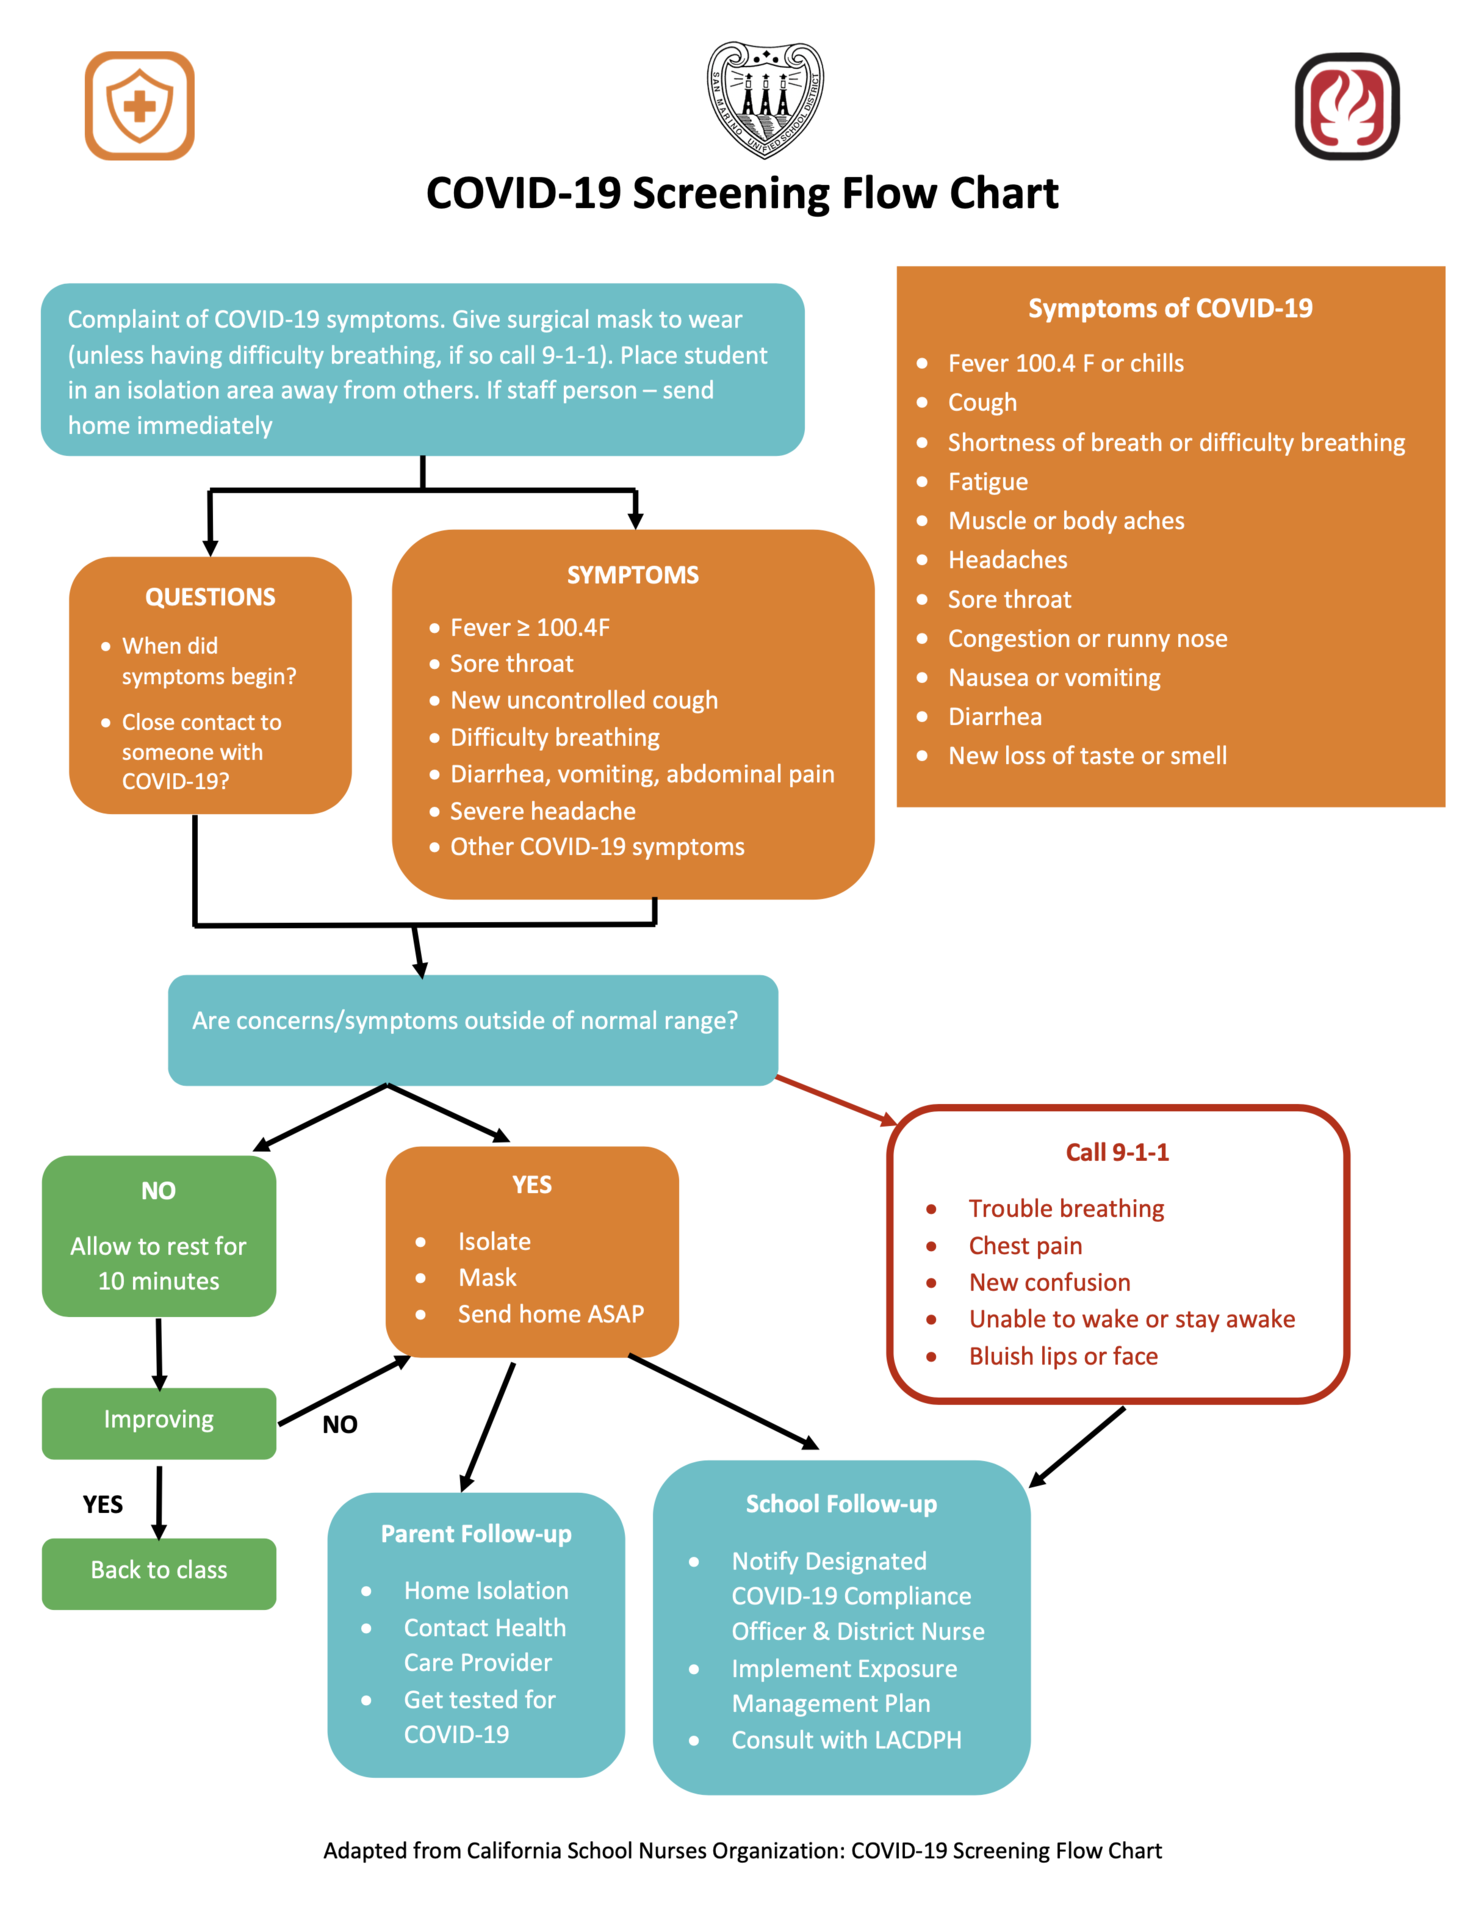 SAN MARINO UNIFIED SCHOOL DISTRICT
COVID-19 Screening Flow Chart
Complaint of COVID-19 symptoms. Give surgical mask to wear
(unless having difficulty breathing, if so call 9-1-1). Place student
in an isolation area away from others. If staff person – send
home immediately
Symptoms of COVID-19
• Fever 100.4 F or chills
• Cough
• Shortness of breath or difficulty breathing
• Fatigue
• Muscle or body aches
• Headaches
• Sore throat
• Congestion or runny nose
• Nausea or vomiting
• Diarrhea
• New loss of taste or smell
QUESTIONS
• When did
symptoms begin?
• Close contact to
someone with
COVID-19?
SYMPTOMS
• Fever ≥ 100.4F
• Sore throat
• New uncontrolled cough
• Difficulty breathing
• Diarrhea, vomiting, abdominal pain
• Severe headache
• Other COVID-19 symptoms
Are concerns/symptoms outside of normal range?
NO
Allow to rest for
10 minutes
YES
• Isolate
• Mask
• Send home ASAP
Call 9-1-1
• Trouble breathing
• Chest pain
• New confusion
• Unable to wake or stay awake
• Bluish lips or face
Improving
NO
YES
Back to class
Parent Follow-up
• Home Isolation
• Contact Health
Care Provider
• Get tested for
COVID-19
School Follow-up
• Notify Designated
COVID-19 Compliance
Officer & District Nurse
• Implement Exposure
Management Plan
• Consult with LACDPH
Adapted from California School Nurses Organization: COVID-19 Screening Flow Chart